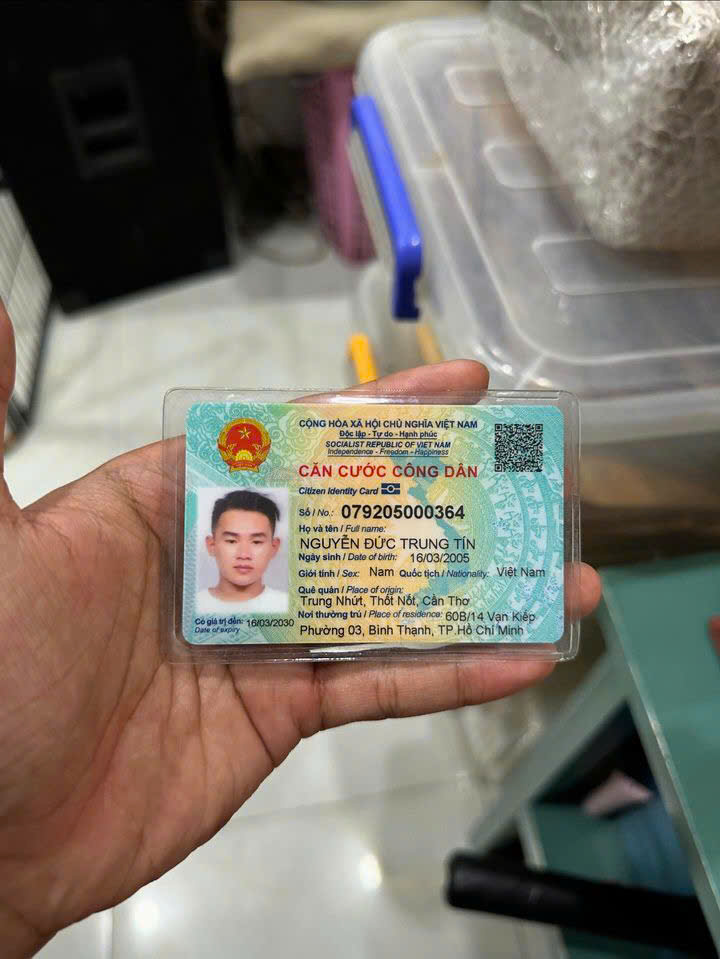 CỘNG HÒA XÃ HỘI CHỦ NGHĨA VIỆT NAM
Độc lập - Tự do - Hạnh phúc
SOCIALIST REPUBLIC OF VIET NAM
Independence - Freedom - Happiness
CĂN CƯỚC CÔNG DÂN
Citizen Identity Card
Số / No.: 079205000364
Họ và tên / Full name:
NGUYỄN ĐỨC TRUNG TÍN
Ngày sinh / Date of birth: 16/03/2005
Giới tính / Sex: Nam Quốc tịch / Nationality: Việt Nam
Quê quán / Place of origin:
Trung Nhứt, Thốt Nốt, Cần Thơ
Nơi thường trú / Place of residence: 60B/14 Vạn Kiếp
Phường 03, Bình Thạnh, TP.Hồ Chí Minh
Có giá trị đến: 16/03/2030
Date of expiry